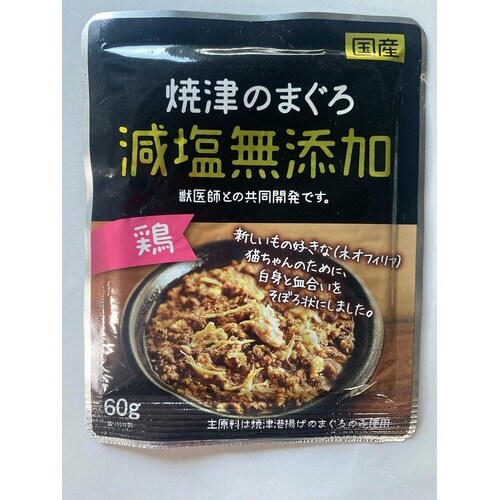 国産
焼津のまぐろ
減塩無添加
獣医師との共同開発です。
鶏
新しいもの好きな(ネオフィリア)
猫ちゃんのために、
白身と血合いを
そぼろ状にしました。
60g
主原料は焼津港揚げのまぐろのみ使用